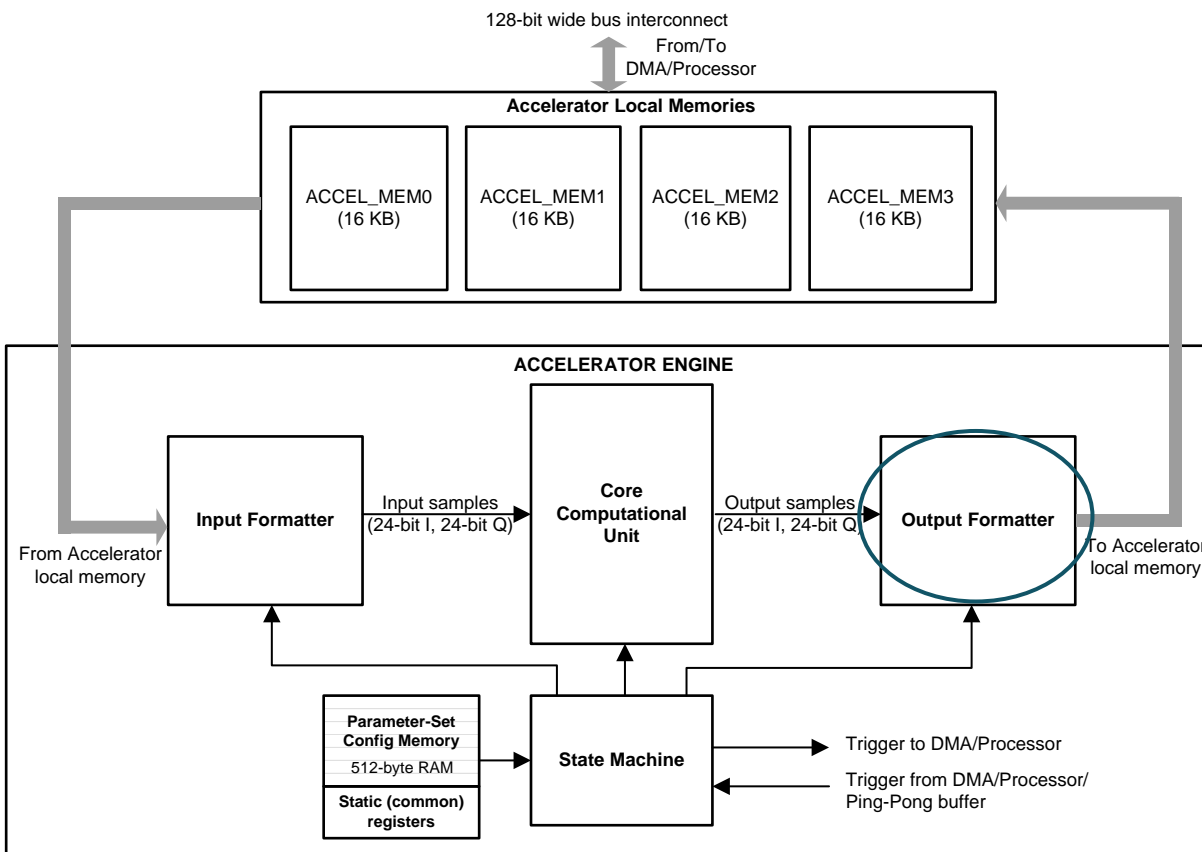 128-bit wide bus interconnect
From/To
DMA/Processor
Accelerator Local Memories
ACCEL_MEM0
(16 KB)
ACCEL_MEM1
(16 KB)
ACCEL_MEM2
(16 KB)
ACCEL_MEM3
(16 KB)
ACCELERATOR ENGINE
Input Formatter
Input samples
(24-bit I, 24-bit Q)
Core
Computational
Unit
Output samples
(24-bit I, 24-bit Q)
Output Formatter
From Accelerator
local memory
To Accelerator
local memory
Parameter-Set
Config Memory
512-byte RAM
Static (common)
registers
State Machine
Trigger to DMA/Processor
Trigger from DMA/Processor/
Ping-Pong buffer